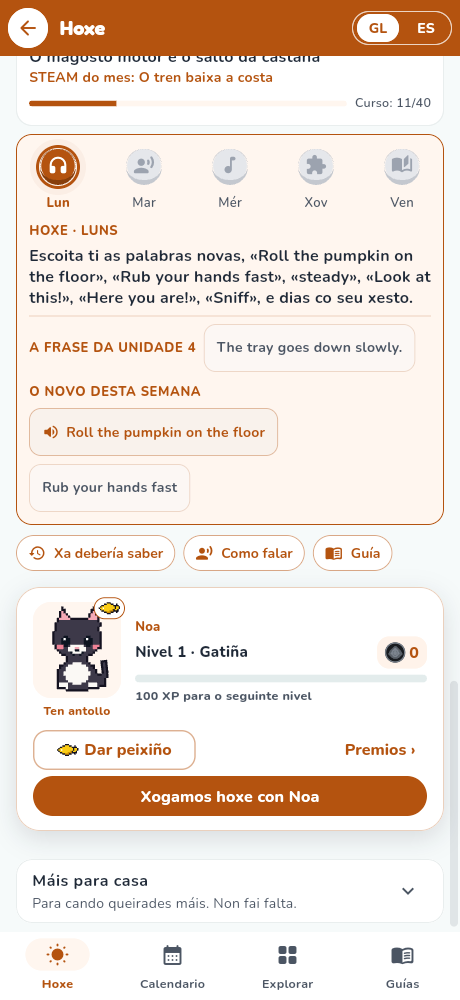 Hoxe
GL
ES
O magosto motor e o salto da castaña
STEAM do mes: O tren baixa a costa
Curso: 11/40
Lun
Mar
Mér
Xov
Ven
HOXE · LUNS
Escoita ti as palabras novas, «Roll the pumpkin on
the floor», «Rub your hands fast», «steady», «Look at
this!», «Here you are!», «Sniff», e dias co seu xesto.
A FRASE DA UNIDADE 4
The tray goes down slowly.
O NOVO DESTA SEMANA
Roll the pumpkin on the floor
Rub your hands fast
Xa debería saber
Como falar
Guía
Noa
Nivel 1 · Gatiña
0
100 XP para o seguinte nivel
Ten antollo
Dar peixiño
Premios ›
Xogamos hoxe con Noa
Máis para casa
Para cando queirades máis. Non fai falta.
Hoxe
Calendario
Explorar
Guías